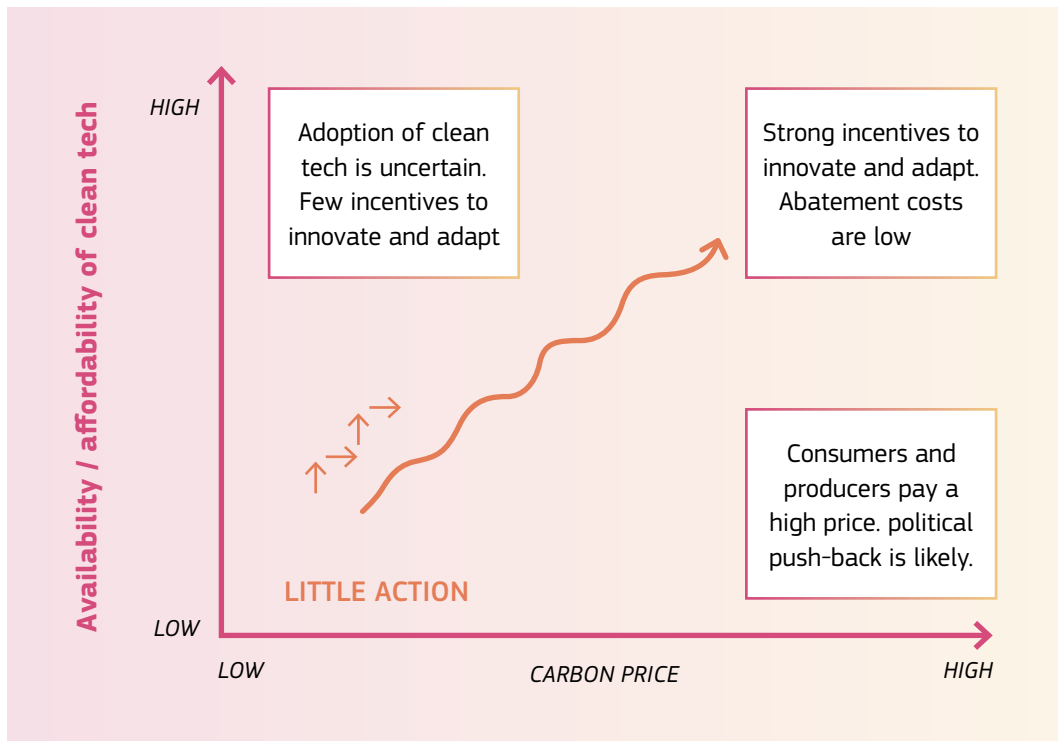 Availability / affordability of clean tech
HIGH
Adoption of clean
tech is uncertain.
Few incentives to
innovate and adapt
Strong incentives to
innovate and adapt.
Abatement costs
are low
Consumers and
producers pay a
high price. political
push-back is likely.
LITTLE ACTION
LOW
LOW
CARBON PRICE
HIGH